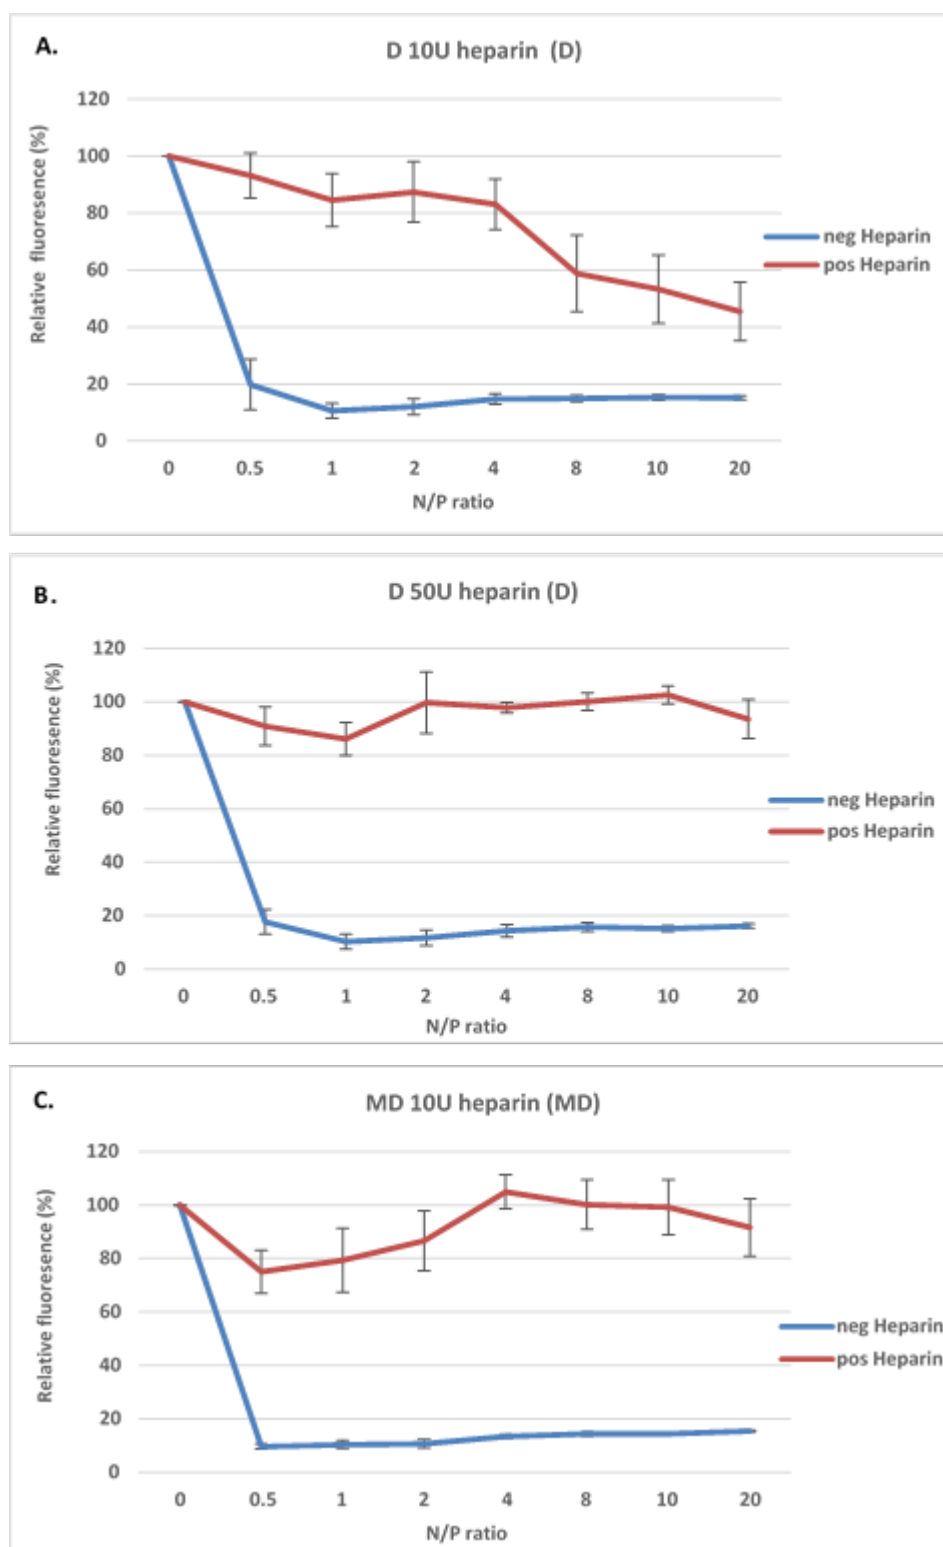 A.
D 10U heparin (D)
Relative fluoresence (%)
120
100
80
60
40
20
0
0 0.5 1 2 4 8 10 20
N/P ratio
neg Heparin
pos Heparin
B.
D 50U heparin (D)
Relative fluoresence (%)
120
100
80
60
40
20
0
0 0.5 1 2 4 8 10 20
N/P ratio
neg Heparin
pos Heparin
C.
MD 10U heparin (MD)
Relative fluoresence (%)
120
100
80
60
40
20
0
0 0.5 1 2 4 8 10 20
N/P ratio
neg Heparin
pos Heparin